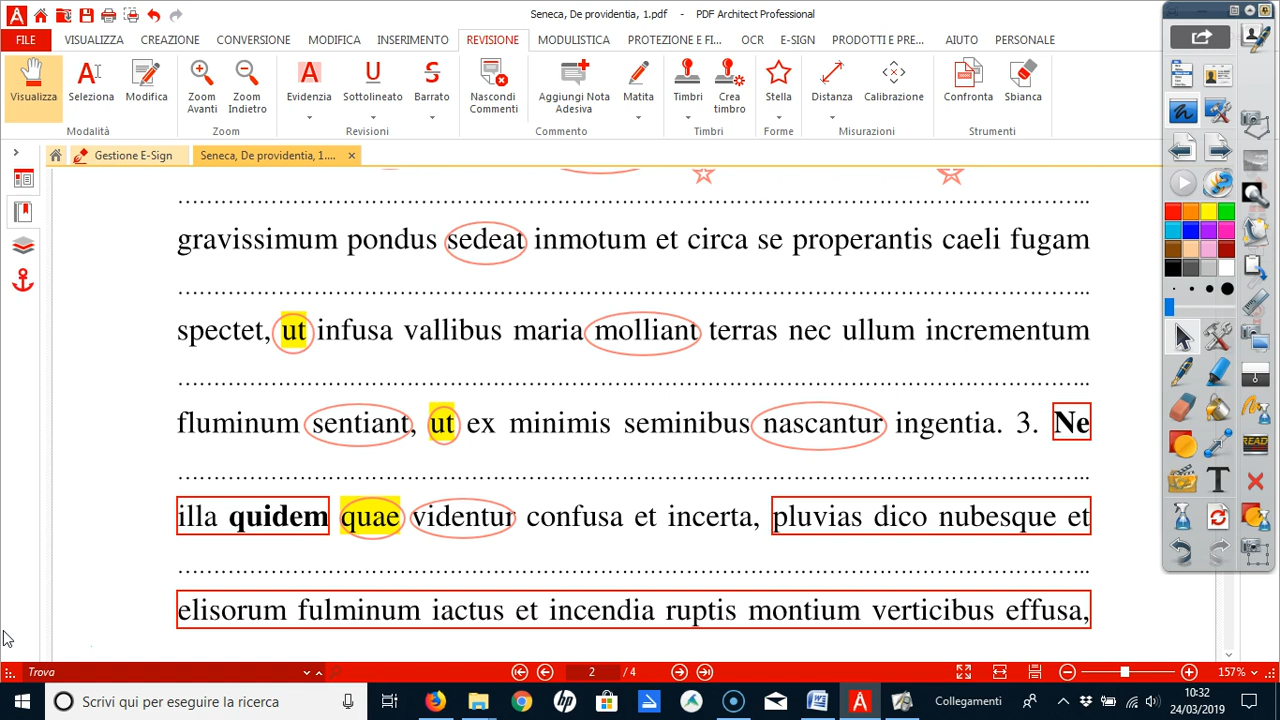 Seneca, De providentia, 1.pdf - PDF Architect Professional
FILE VISUALIZZA CREAZIONE CONVERSIONE MODIFICA INSERIMENTO REVISIONE MODULISTICA PROTEZIONE E FI... OCR E-SIGN PRODOTTI E PRE... AIUTO PERSONALE
Visualizza Seleziona Modifica Zoom Avanti Zoom Indietro Evidenzia Sottolineato Barrato Nascondi Commenti Aggiungi Nota Adesiva Matita Timbri Crea timbro Stella Distanza Calibrazione Confronta Sbianca
Modalità Zoom Revisioni Commento Timbri Forme Misurazioni Strumenti
Gestione E-Sign Seneca, De providentia, 1....
gravissimum pondus sedeat inmotum et circa se properantis caeli fugam
spectet, ut infusa vallibus maria molliant terras nec ullum incrementum
fluminum sentiant, ut ex minimis seminibus nascantur ingentia. 3. Ne
illa quidem quae videntur confusa et incerta, pluvias dico nubesque et
elisorum fulminum iactus et incendia ruptis montium verticibus effusa,
READ
Trova 2 / 4 157%
Scrivi qui per eseguire la ricerca Collegamenti 10:32
24/03/2019